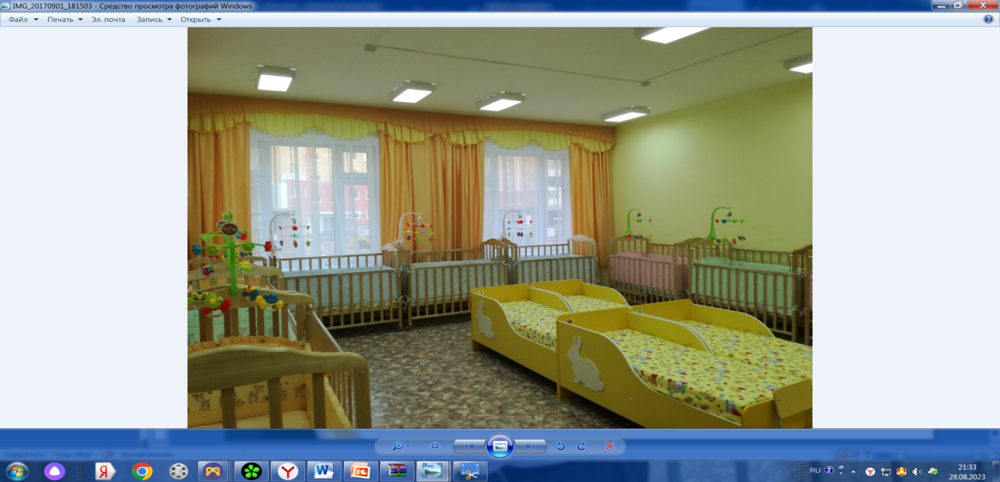 IMG_20170901_181503 - Средство просмотра фотографий Windows
Файл Печать Эл. почта Запись Открыть
RU
21:33
28.08.2023